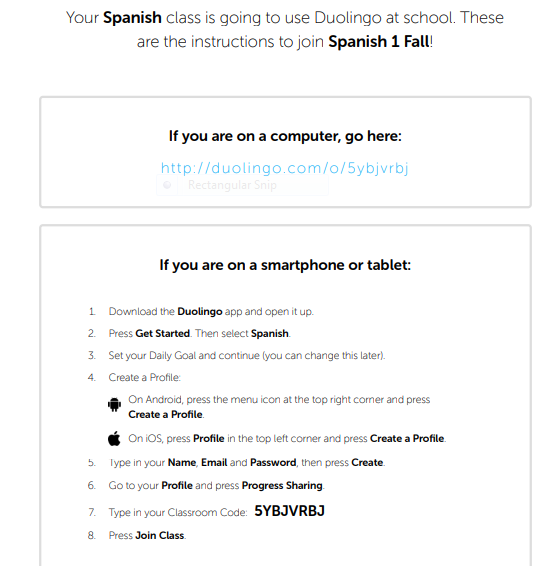 Your Spanish class is going to use Duolingo at school. These
are the instructions to join Spanish 1 Fall!
If you are on a computer, go here:
http://duolingo.com/o/5ybjvrbj
Rectangular Snip
If you are on a smartphone or tablet:
1. Download the Duolingo app and open it up.
2. Press Get Started. Then select Spanish.
3. Set your Daily Goal and continue (you can change this later).
4. Create a Profile:
On Android, press the menu icon at the top right corner and press
Create a Profile.
On iOS, press Profile in the top left corner and press Create a Profile.
5. Type in your Name, Email and Password, then press Create.
6. Go to your Profile and press Progress Sharing.
7. Type in your Classroom Code: 5YBJVRBJ
8. Press Join Class.